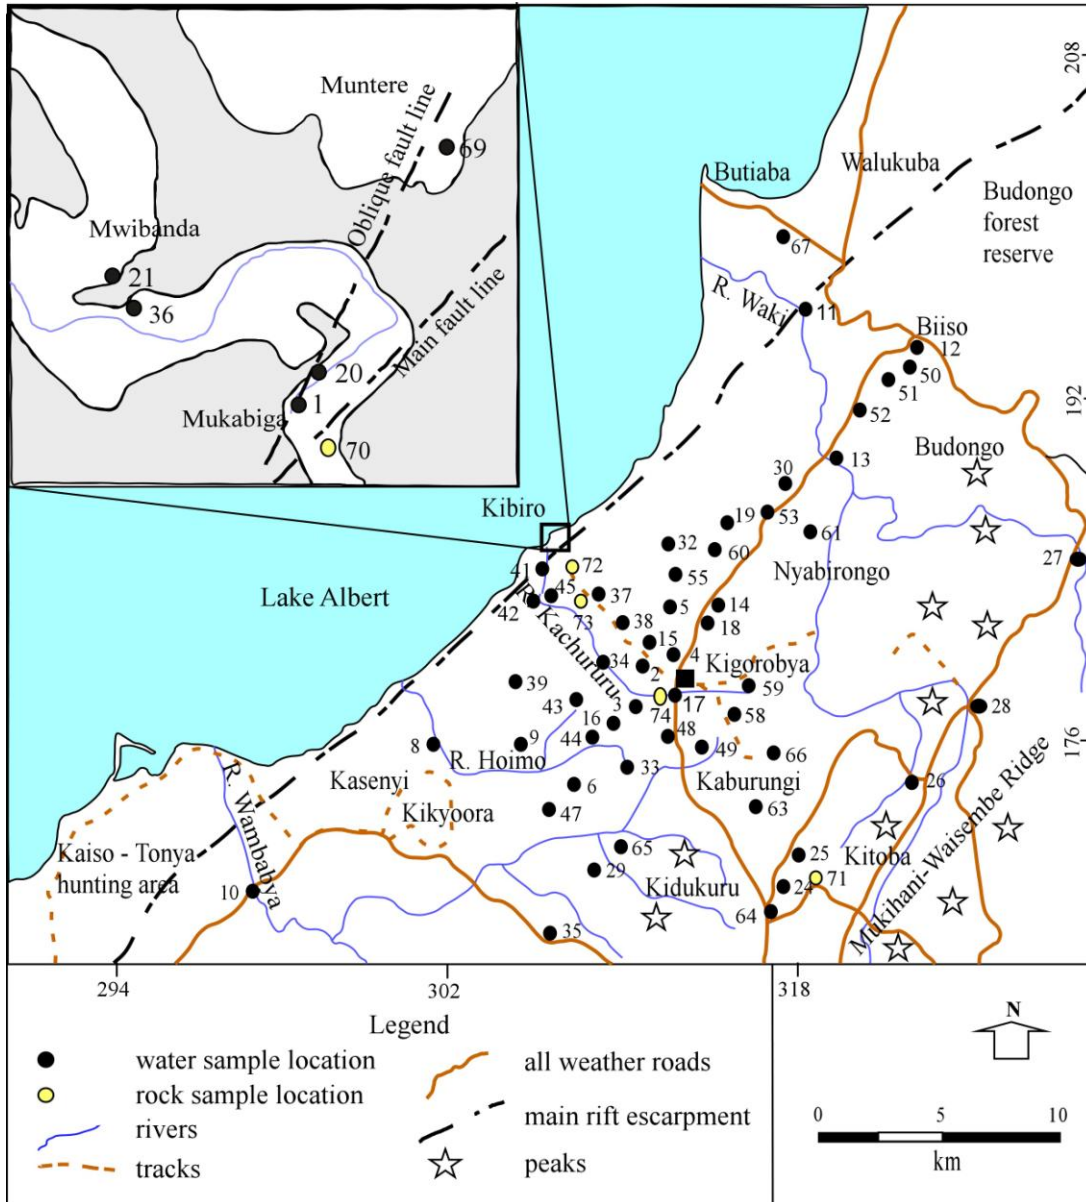 Muntere
Oblique fault line
69
Mwibanda
21
36
Main fault line
20
1
Mukabiga
70
208
Butiaba
Walukuba
Budongo
forest
reserve
67
R. Waki
11
Biiso
12
50
51
52
192
Budongo
13
30
Kibiro
19
53
61
32
60
27
72
55
Nyabirongo
41
Lake Albert
45
37
5
14
42
73
R. Kachururu
38
18
15
4
Kigorobya
34
2
39
59
17
43
3
74
58
28
16
48
8
9
44
49
176
R. Hoimo
66
33
Kasenyi
Kaburungi
R. Wambabya
6
26
Kikyoora
47
63
Mukihani-Waisembe Ridge
Kaiso - Tonya
hunting area
65
25
Kitoba
29
Kidukuru
71
10
24
64
35
294
302
318
Legend
N
water sample location
all weather roads
rock sample location
main rift escarpment
rivers
0
5
10
tracks
peaks
km